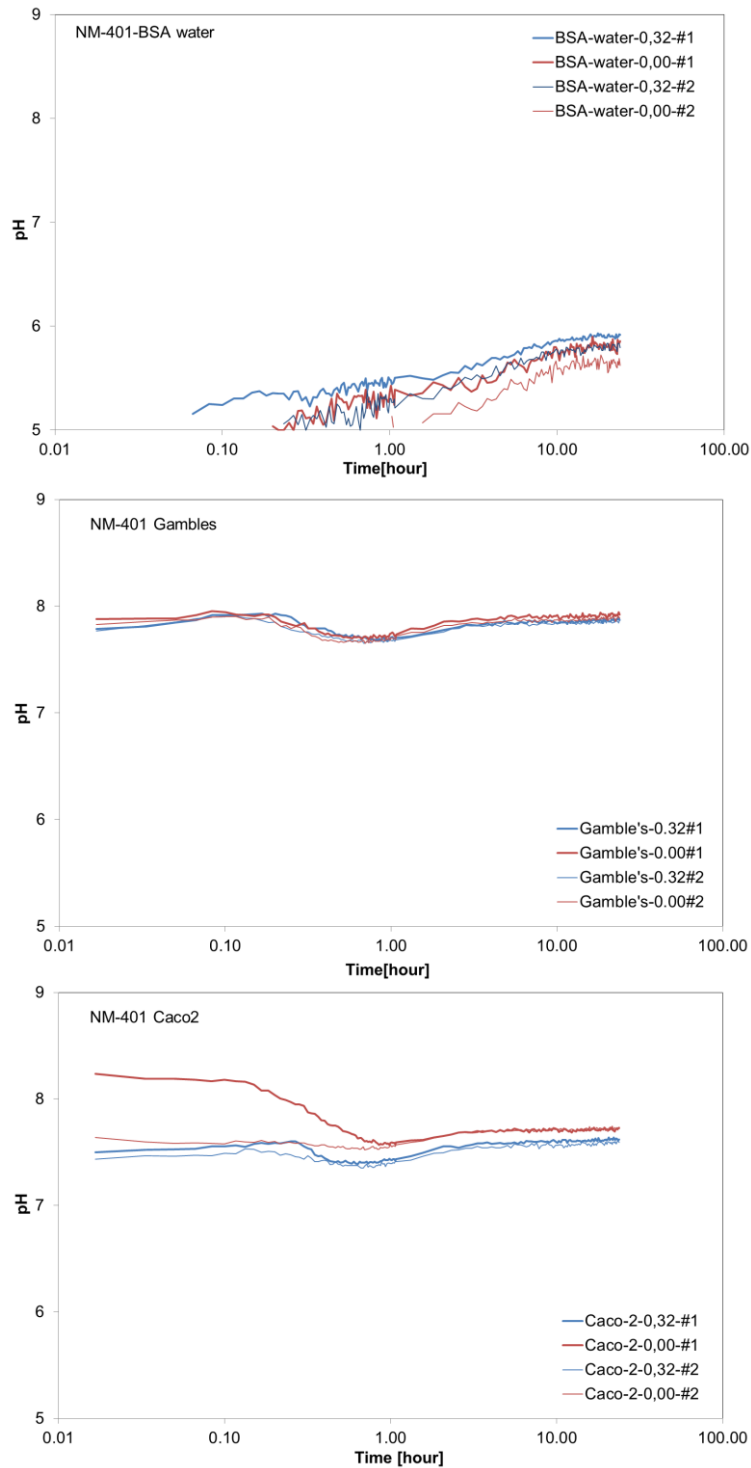 NM-401-BSA water
BSA-water-0,32-#1
BSA-water-0,00-#1
BSA-water-0,32-#2
BSA-water-0,00-#2
9
8
7
6
5
pH
0.01
0.10
1.00
10.00
100.00
Time[hour]
NM-401 Gambles
9
8
7
6
5
pH
Gamble's-0.32#1
Gamble's-0.00#1
Gamble's-0.32#2
Gamble's-0.00#2
0.01
0.10
1.00
10.00
100.00
Time[hour]
NM-401 Caco2
9
8
7
6
5
pH
Caco-2-0,32-#1
Caco-2-0,00-#1
Caco-2-0,32-#2
Caco-2-0,00-#2
0.01
0.10
1.00
10.00
100.00
Time [hour]